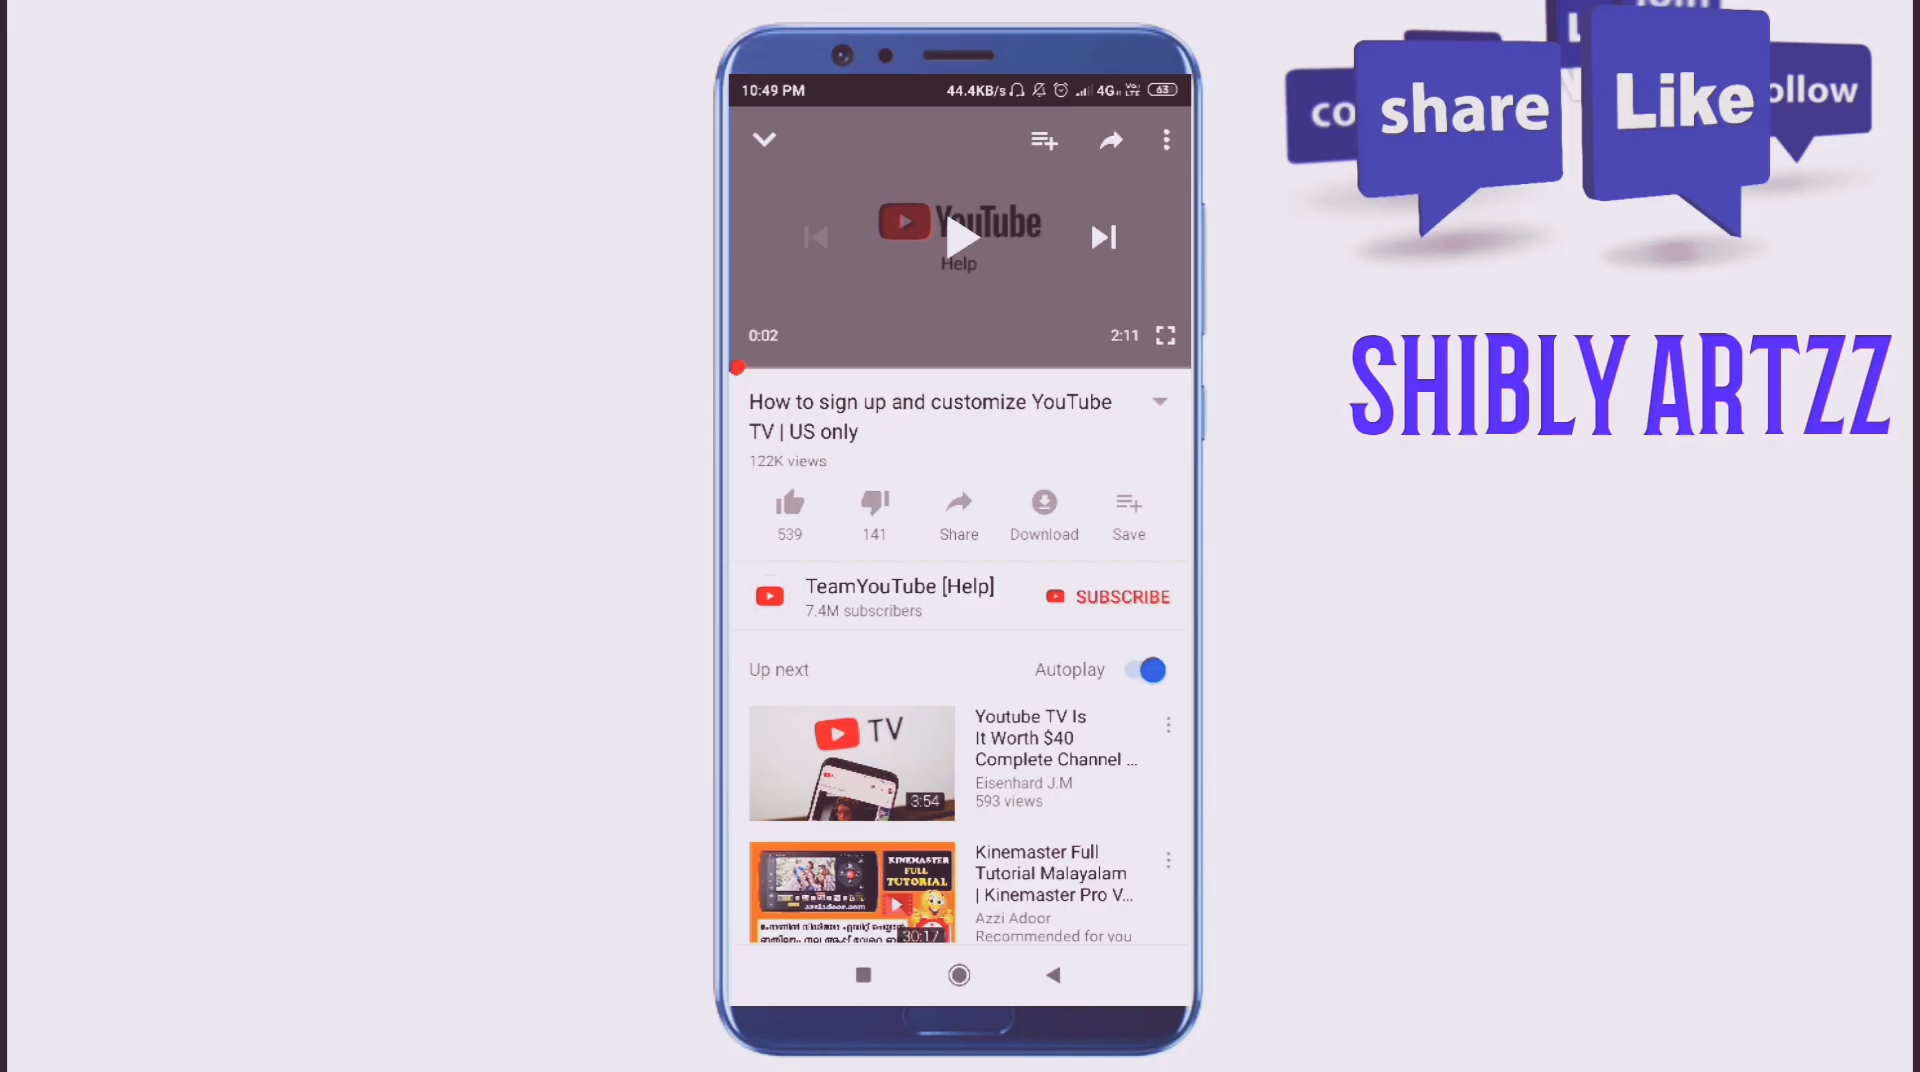 10:49 PM
44.4KB/s
4G
VoLTE
63
YouTube
Help
0:02
2:11
How to sign up and customize YouTube
TV | US only
122K views
539
141
Share
Download
Save
TeamYouTube [Help]
7.4M subscribers
SUBSCRIBE
Up next
Autoplay
TV
3:54
Youtube TV Is
It Worth $40
Complete Channel ...
Eisenhard J.M
593 views
KINEMASTER
FULL
TUTORIAL
30:17
Kinemaster Full
Tutorial Malayalam
| Kinemaster Pro V...
Azzi Adoor
Recommended for you
co
share
Like
ollow
SHIBLY ARTZZ